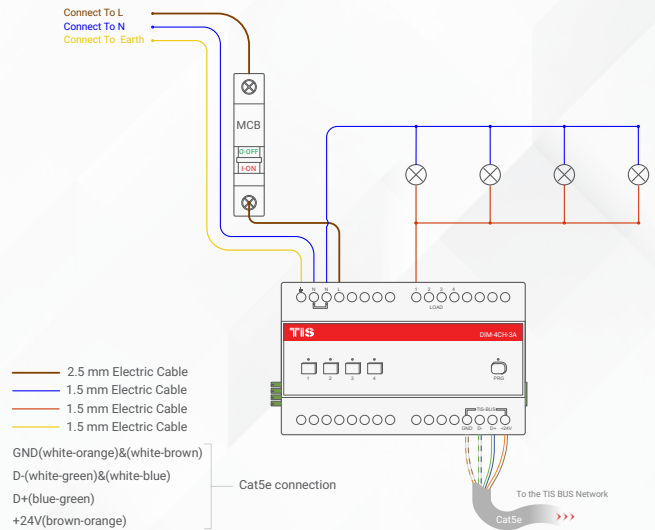 Connect To L
Connect To N
Connect To Earth
MCB
0-OFF
I-ON
N N L 1 2 3 4
LOAD
TIS
DIM-4CH-3A
1 2 3 4 PRG
TIS-BUS
GND D- D+ +24V
2.5 mm Electric Cable
1.5 mm Electric Cable
1.5 mm Electric Cable
1.5 mm Electric Cable
GND(white-orange)&(white-brown)
D-(white-green)&(white-blue)
D+(blue-green)
+24V(brown-orange)
Cat5e connection
To the TIS BUS Network
Cat5e